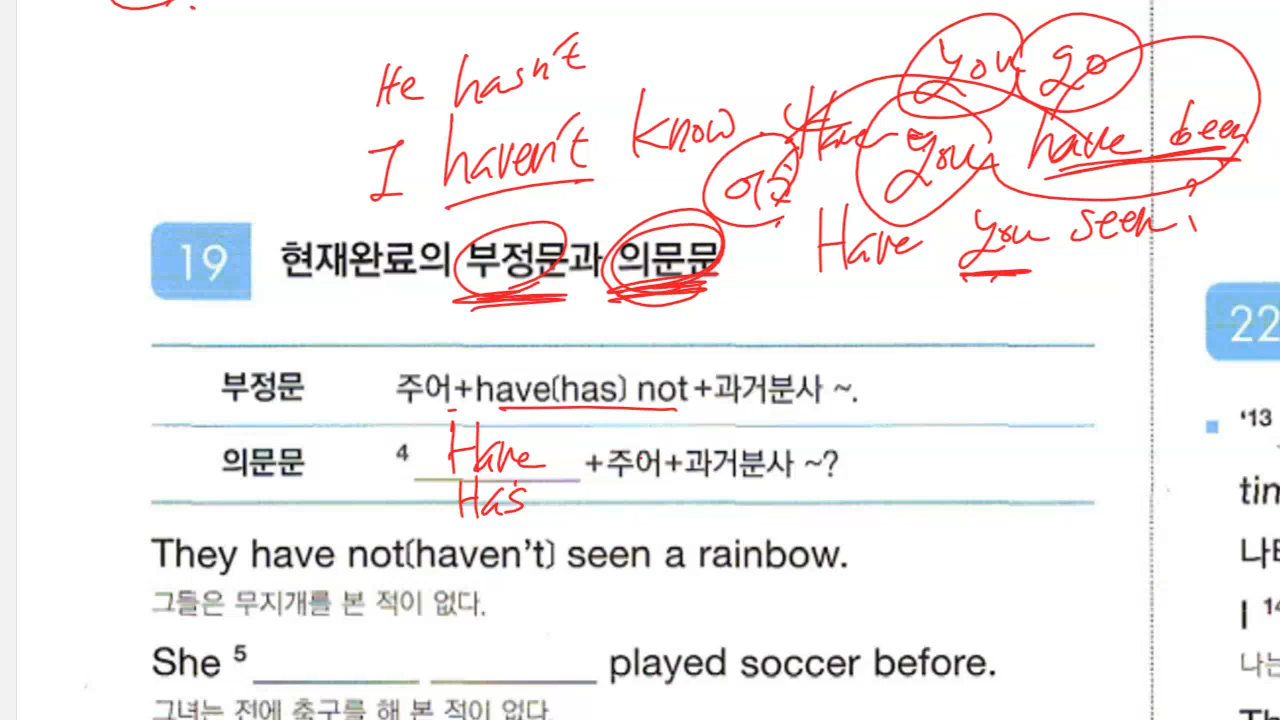 you go
He hasn't
I haven't know. Have you have been
어?
Have you seen?
19 현재완료의 부정문과 의문문
22
부정문 주어+have(has) not+과거분사 ~.
'13
의문문 4 Have +주어+과거분사 ~?
Has
tim
They have not(haven't) seen a rainbow.
그들은 무지개를 본 적이 없다.
I 14
She 5 played soccer before.
나는
그녀는 전에 축구를 해 본 적이 없다.